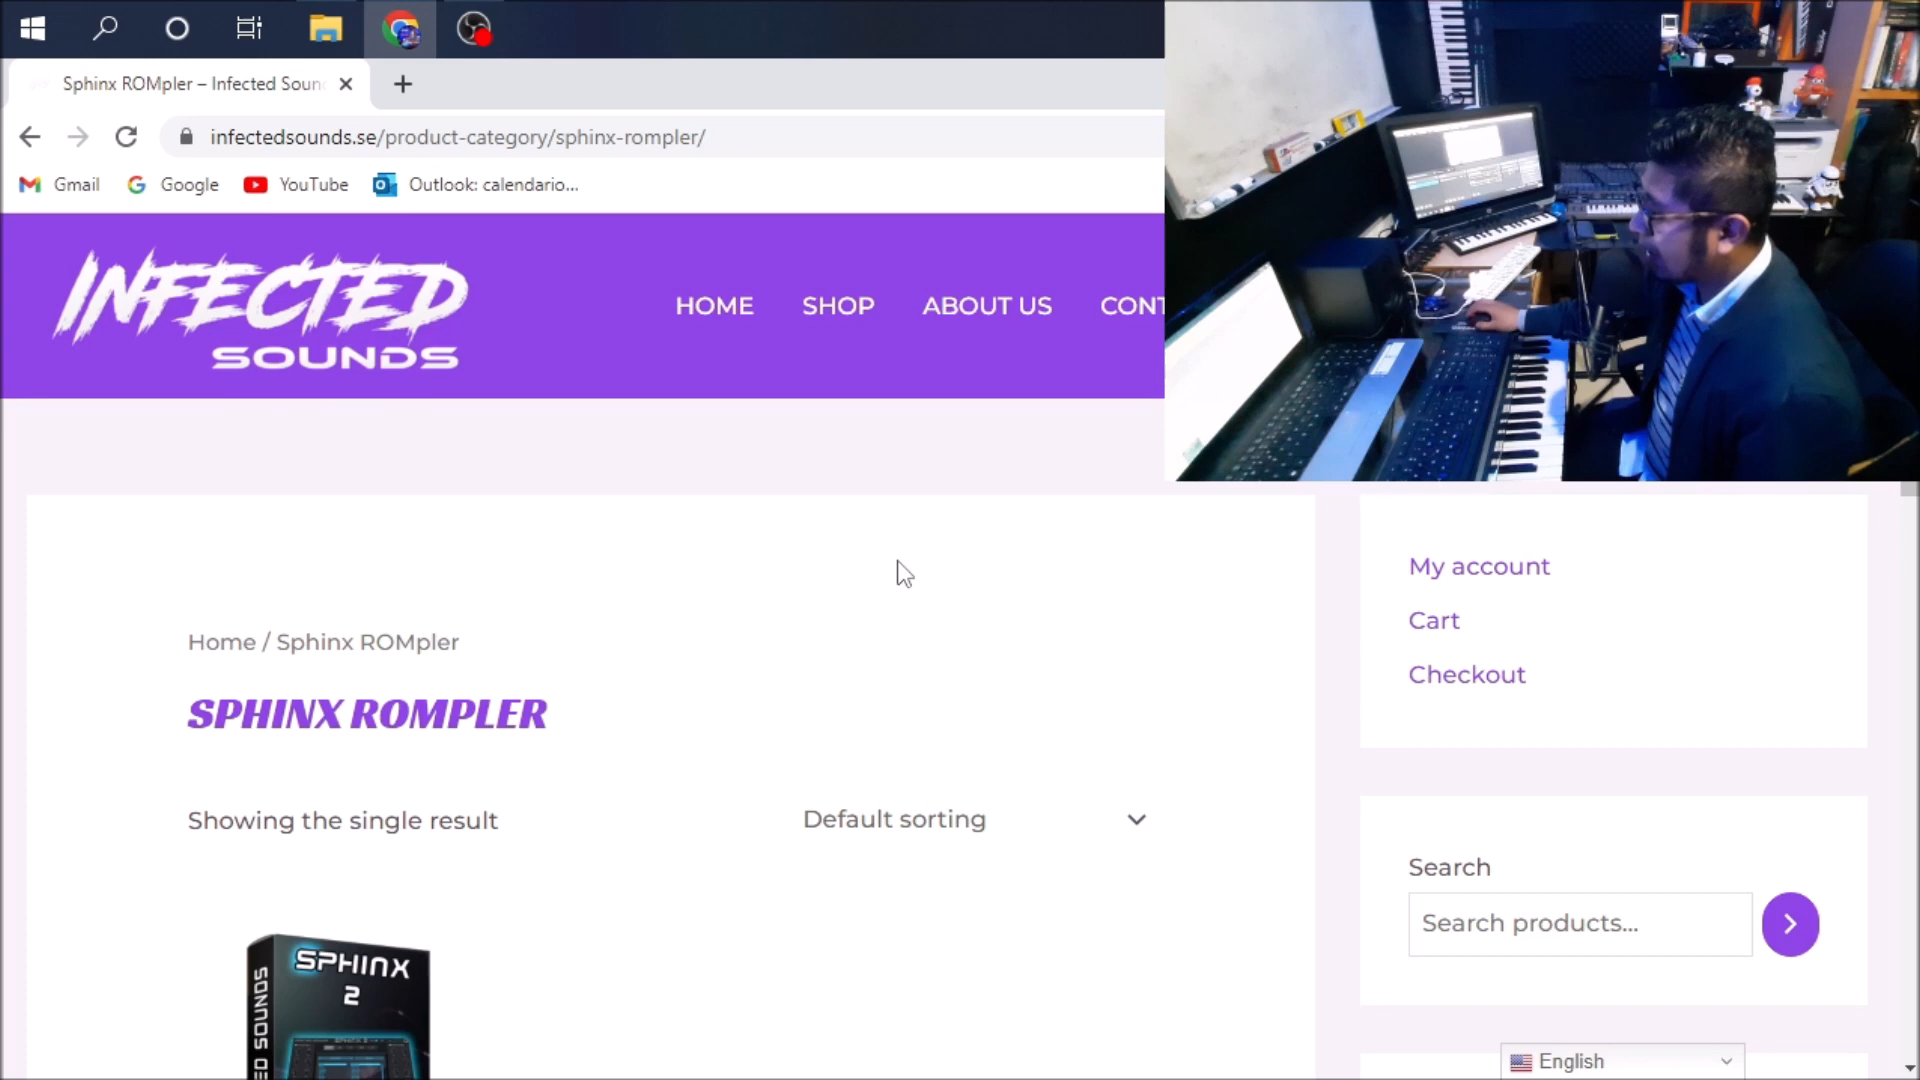 Sphinx ROMpler – Infected Soun
infectedsounds.se/product-category/sphinx-rompler/
Gmail Google YouTube Outlook: calendario...
INFECTED
SOUNDS
HOME SHOP ABOUT US CONT
My account
Cart
Checkout
Home / Sphinx ROMpler
SPHINX ROMPLER
Showing the single result
Default sorting
Search
Search products...
SPHINX
2
ED SOUNDS
English